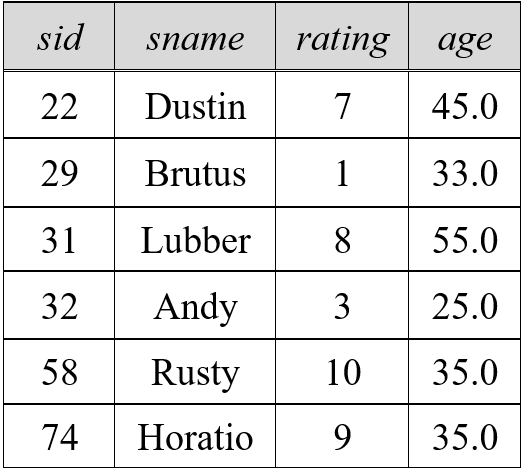 sid sname rating age
22 Dustin 7 45.0
29 Brutus 1 33.0
31 Lubber 8 55.0
32 Andy 3 25.0
58 Rusty 10 35.0
74 Horatio 9 35.0